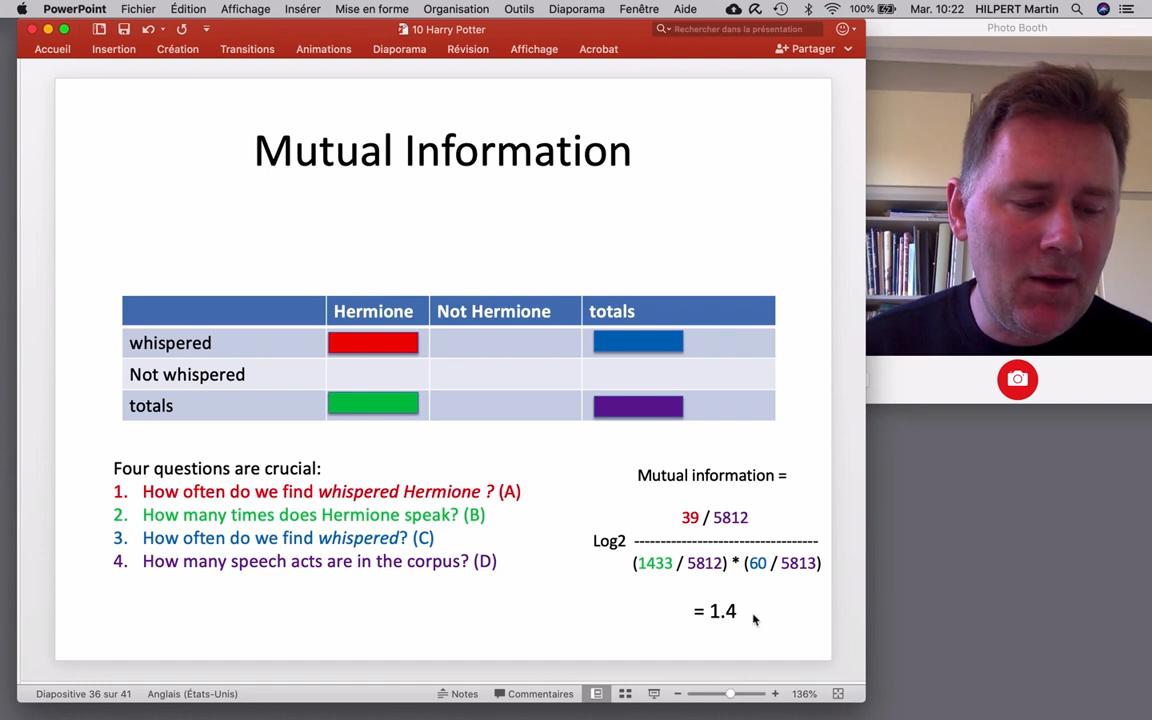 PowerPoint Fichier Édition Affichage Insérer Mise en forme Organisation Outils Diaporama Fenêtre Aide 100% Mar. 10:22 HILPERT Martin
10 Harry Potter
Rechercher dans la présentation
Photo Booth
Accueil Insertion Création Transitions Animations Diaporama Révision Affichage Acrobat Partager
Mutual Information
Hermione Not Hermione totals
whispered
Not whispered
totals
Four questions are crucial:
1. How often do we find whispered Hermione ? (A)
2. How many times does Hermione speak? (B)
3. How often do we find whispered? (C)
4. How many speech acts are in the corpus? (D)
Mutual information =
39 / 5812
Log2 -----------------------------------
(1433 / 5812) * (60 / 5813)
= 1.4
Diapositive 36 sur 41 Anglais (États-Unis) Notes Commentaires 136%